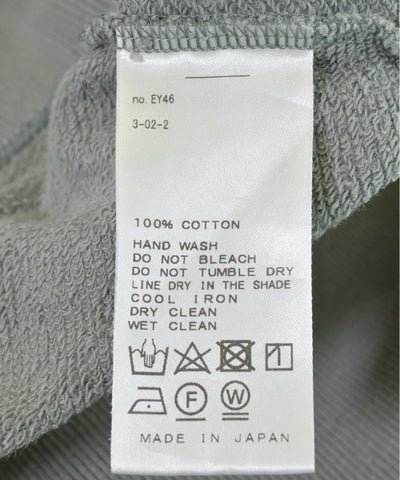 no. EY46
3-02-2
100% COTTON
HAND WASH
DO NOT BLEACH
DO NOT TUMBLE DRY
LINE DRY IN THE SHADE
COOL IRON
DRY CLEAN
WET CLEAN
F W
MADE IN JAPAN